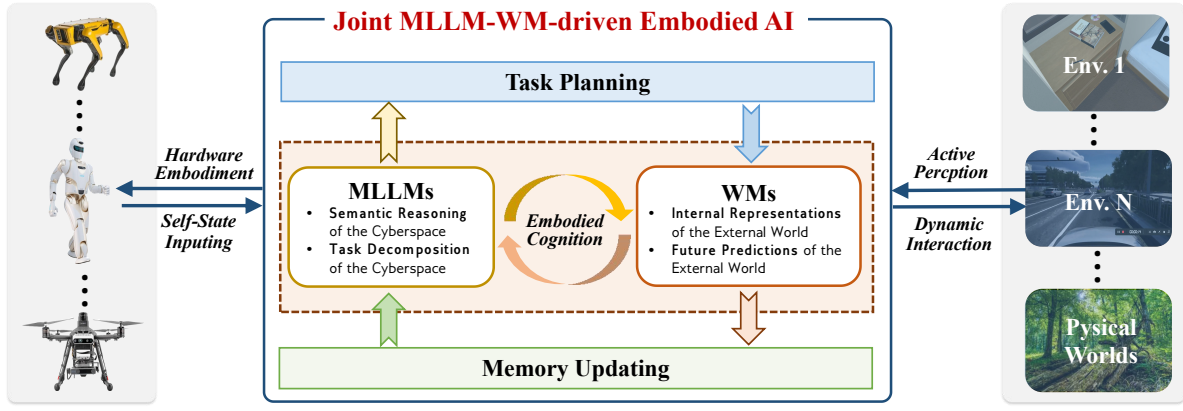 Joint MLLM-WM-driven Embodied AI
Task Planning
Hardware
Embodiment
Self-State
Inputing
MLLMs
• Semantic Reasoning
of the Cyberspace
• Task Decomposition
of the Cyberspace
Embodied
Cognition
WMs
• Internal Representations
of the External World
• Future Predictions of the
External World
Memory Updating
Active
Percption
Dynamic
Interaction
Env. 1
Env. N
Pysical
Worlds